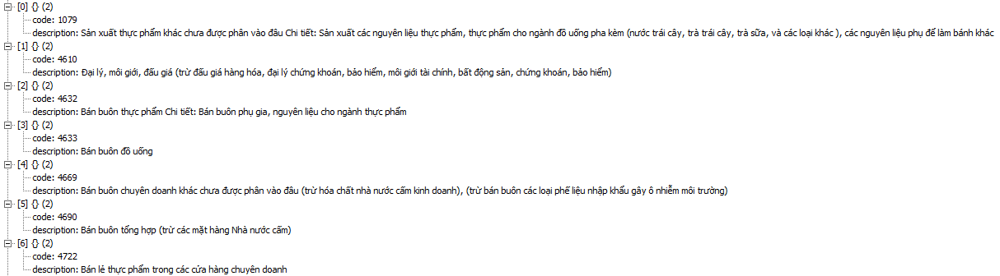 [0] {} (2)
code: 1079
description: Sản xuất thực phẩm khác chưa được phân vào đâu Chi tiết: Sản xuất các nguyên liệu thực phẩm, thực phẩm cho ngành đồ uống pha kèm (nước trái cây, trà trái cây, trà sữa, và các loại khác ), các nguyên liệu phụ để làm bánh khác
[1] {} (2)
code: 4610
description: Đại lý, môi giới, đấu giá (trừ đấu giá hàng hóa, đại lý chứng khoán, bảo hiểm, môi giới tài chính, bất động sản, chứng khoán, bảo hiểm)
[2] {} (2)
code: 4632
description: Bán buôn thực phẩm Chi tiết: Bán buôn phụ gia, nguyên liệu cho ngành thực phẩm
[3] {} (2)
code: 4633
description: Bán buôn đồ uống
[4] {} (2)
code: 4669
description: Bán buôn chuyên doanh khác chưa được phân vào đâu (trừ hóa chất nhà nước cấm kinh doanh), (trừ bán buôn các loại phế liệu nhập khẩu gây ô nhiễm môi trường)
[5] {} (2)
code: 4690
description: Bán buôn tổng hợp (trừ các mặt hàng Nhà nước cấm)
[6] {} (2)
code: 4722
description: Bán lẻ thực phẩm trong các cửa hàng chuyên doanh